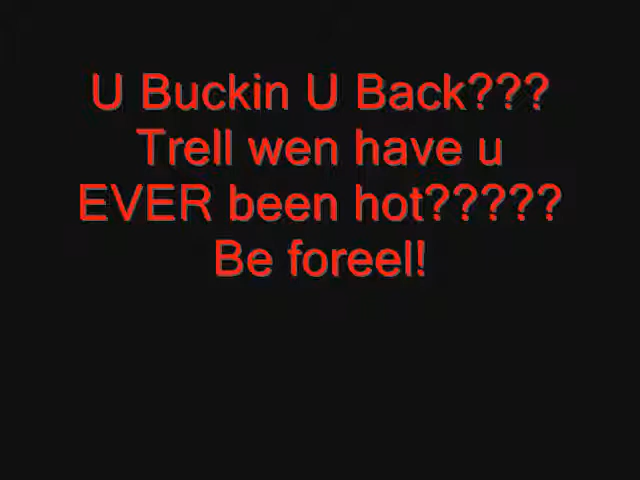 U Buckin U Back???
Trell wen have u
EVER been hot?????
Be foreel!